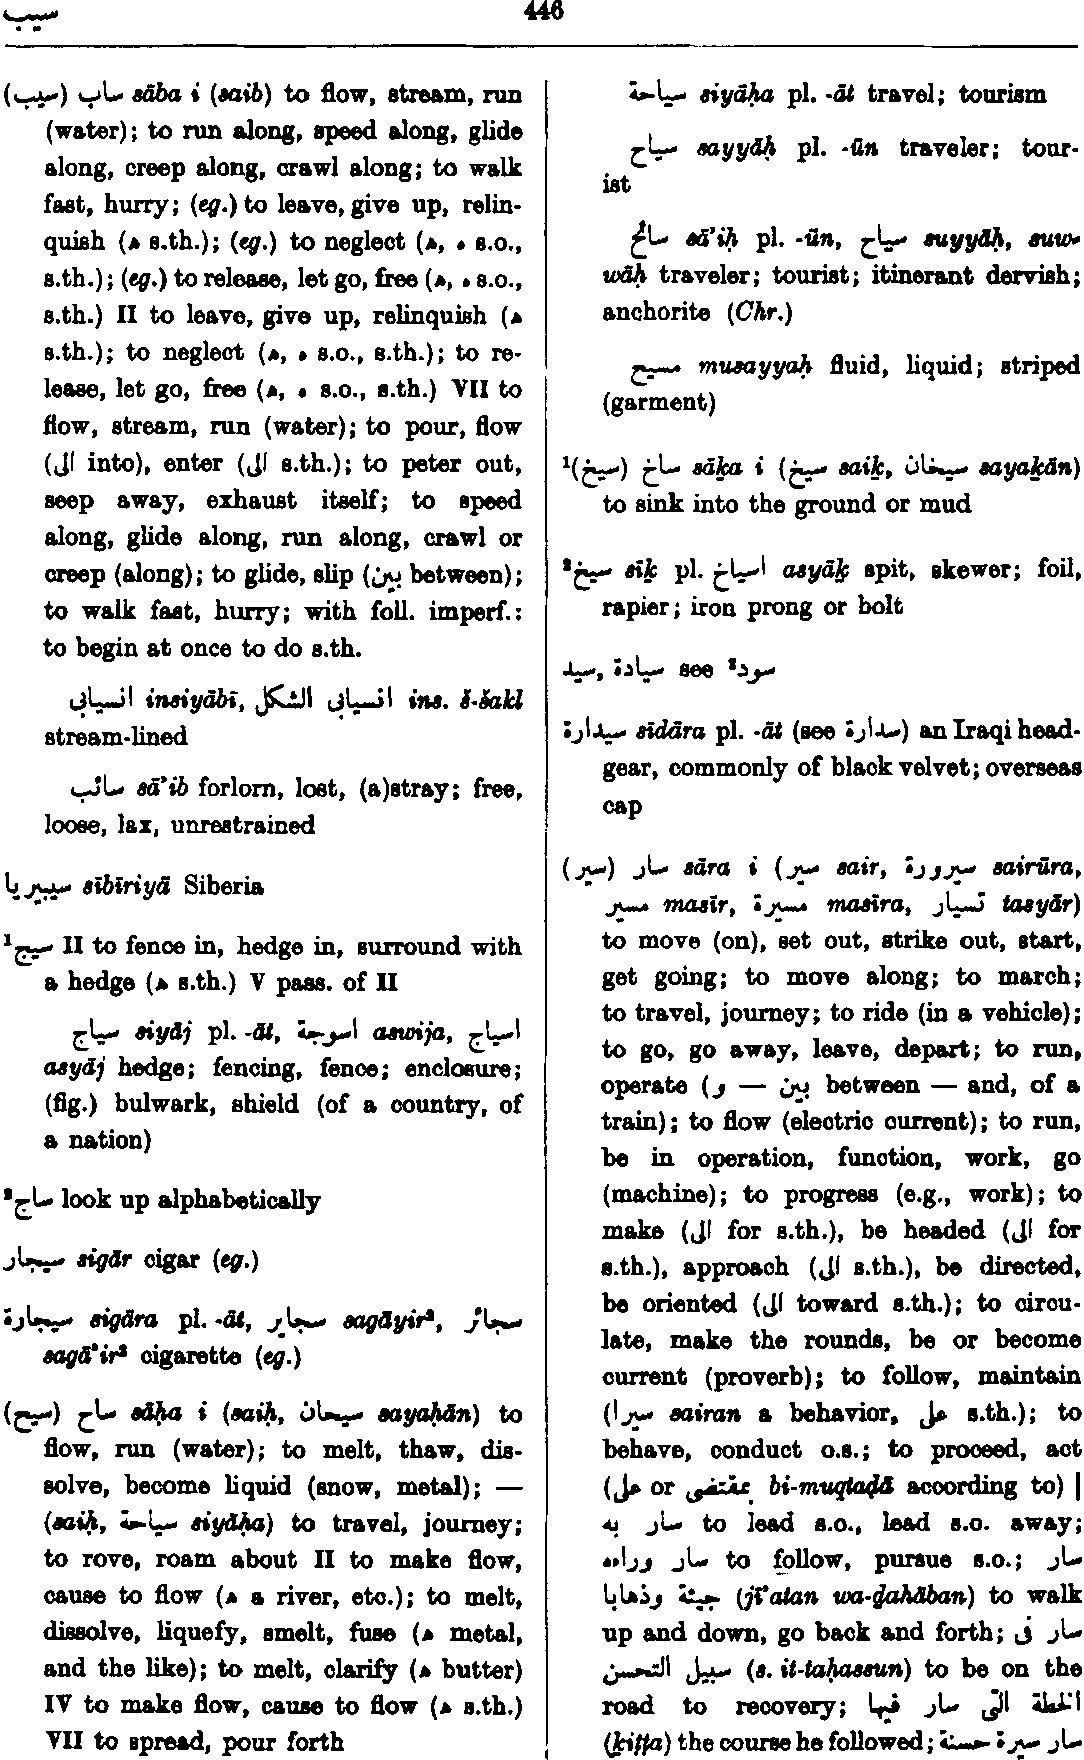 سيب
446
(سيب) ساب sāba i (saib) to flow, stream, run
(water); to run along, speed along, glide
along, creep along, crawl along; to walk
fast, hurry; (eg.) to leave, give up, relin-
quish (ﻫ s.th.); (eg.) to neglect (ﻫ, ه s.o.,
s.th.); (eg.) to release, let go, free (ﻫ, ه s.o.,
s.th.) II to leave, give up, relinquish (ﻫ
s.th.); to neglect (ﻫ, ه s.o., s.th.); to re-
lease, let go, free (ﻫ, ه s.o., s.th.) VII to
flow, stream, run (water); to pour, flow
(الى into), enter (الى s.th.); to peter out,
seep away, exhaust itself; to speed
along, glide along, run along, crawl or
creep (along); to glide, slip (بين between);
to walk fast, hurry; with foll. imperf.:
to begin at once to do s.th.
انسيابى insiyābī, انسيابى الشكل ins. š-šakl
stream-lined
سائب sā'ib forlorn, lost, (a)stray; free,
loose, lax, unrestrained
سيبيريا sībīriyā Siberia
¹سيج II to fence in, hedge in, surround with
a hedge (ﻫ s.th.) V pass. of II
سياج siyāj pl. -āt, اسوجة aswija, اسياج
asyāj hedge; fencing, fence; enclosure;
(fig.) bulwark, shield (of a country, of
a nation)
²ساج look up alphabetically
سيجار sigār cigar (eg.)
سيجارة sigāra pl. -āt, سجاير sagāyir², سجائر
sagā'ir² cigarette (eg.)
(سيح) ساح sāḥa i (saiḥ, سيحان sayaḥān) to
flow, run (water); to melt, thaw, dis-
solve, become liquid (snow, metal); —
(saiḥ, سياحة siyāḥa) to travel, journey;
to rove, roam about II to make flow,
cause to flow (ﻫ a river, etc.); to melt,
dissolve, liquefy, smelt, fuse (ﻫ metal,
and the like); to melt, clarify (ﻫ butter)
IV to make flow, cause to flow (ﻫ s.th.)
VII to spread, pour forth
سياحة siyāḥa pl. -āt travel; tourism
سياح sayyāḥ pl. -ūn traveler; tour-
ist
سائح sā'iḥ pl. -ūn, سياح suyyāḥ, suw-
wāḥ traveler; tourist; itinerant dervish;
anchorite (Chr.)
مسيح musayyaḥ fluid, liquid; striped
(garment)
¹(سيخ) ساخ sāḵa i (سيخ saiḵ, سيخان sayaḵān)
to sink into the ground or mud
²سيخ sīḵ pl. اسياخ asyāḵ spit, skewer; foil,
rapier; iron prong or bolt
سيد, سيادة see ²سود
سيدارة sīdāra pl. -āt (see سدارة) an Iraqi head-
gear, commonly of black velvet; overseas
cap
(سير) سار sāra i (سير sair, سيرورة sairūra,
مسير masīr, مسيرة masīra, تسيار tasyār)
to move (on), set out, strike out, start,
get going; to move along; to march;
to travel, journey; to ride (in a vehicle);
to go, go away, leave, depart; to run,
operate (بين — و between — and, of a
train); to flow (electric current); to run,
be in operation, function, work, go
(machine); to progress (e.g., work); to
make (الى for s.th.), be headed (الى for
s.th.), approach (الى s.th.), be directed,
be oriented (الى toward s.th.); to circu-
late, make the rounds, be or become
current (proverb); to follow, maintain
(سيرا sairan a behavior, على s.th.); to
behave, conduct o.s.; to proceed, act
(على or بمقتضى bi-muqtaḍā according to) |
سار به to lead s.o., lead s.o. away;
سار وراءه to follow, pursue s.o.; سار
جيئة وذهابا (jī'atan wa-ḏahāban) to walk
up and down, go back and forth; سار فى
سبيل التحسن (s. it-taḥassun) to be on the
road to recovery; الخطة التى سار فيها
(ḵiṭṭa) the course he followed; سار سيرة حسنة